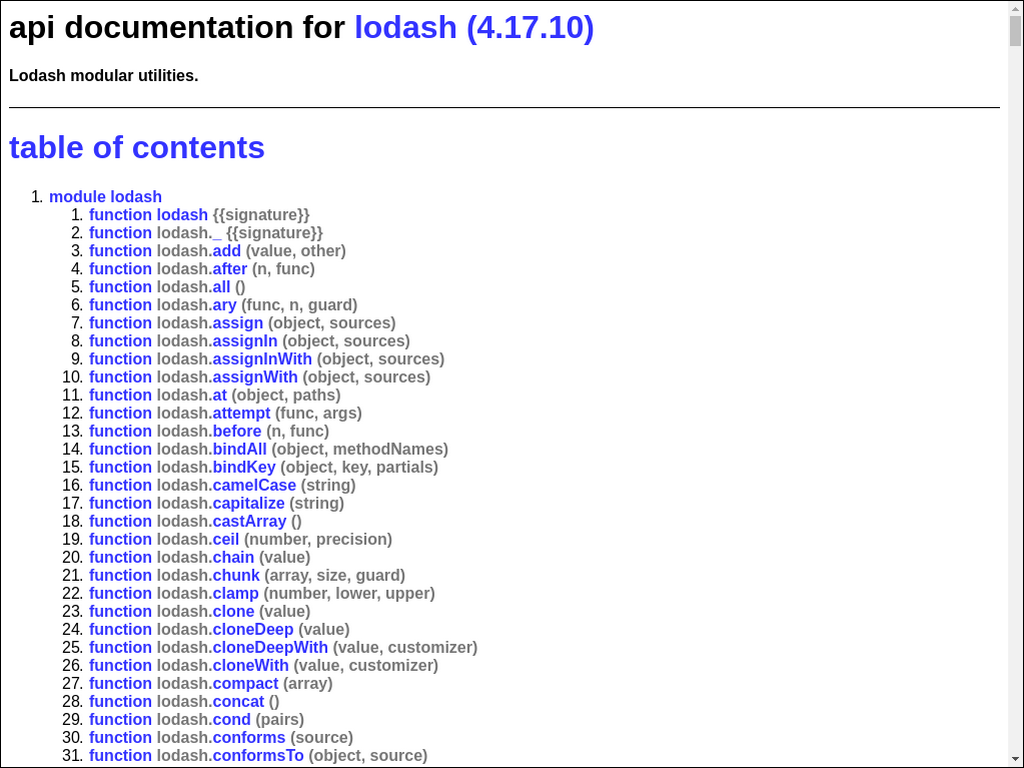 api documentation for lodash (4.17.10)
Lodash modular utilities.
table of contents
1. module lodash
1. function lodash {{signature}}
2. function lodash._ {{signature}}
3. function lodash.add (value, other)
4. function lodash.after (n, func)
5. function lodash.all ()
6. function lodash.ary (func, n, guard)
7. function lodash.assign (object, sources)
8. function lodash.assignIn (object, sources)
9. function lodash.assignInWith (object, sources)
10. function lodash.assignWith (object, sources)
11. function lodash.at (object, paths)
12. function lodash.attempt (func, args)
13. function lodash.before (n, func)
14. function lodash.bindAll (object, methodNames)
15. function lodash.bindKey (object, key, partials)
16. function lodash.camelCase (string)
17. function lodash.capitalize (string)
18. function lodash.castArray ()
19. function lodash.ceil (number, precision)
20. function lodash.chain (value)
21. function lodash.chunk (array, size, guard)
22. function lodash.clamp (number, lower, upper)
23. function lodash.clone (value)
24. function lodash.cloneDeep (value)
25. function lodash.cloneDeepWith (value, customizer)
26. function lodash.cloneWith (value, customizer)
27. function lodash.compact (array)
28. function lodash.concat ()
29. function lodash.cond (pairs)
30. function lodash.conforms (source)
31. function lodash.conformsTo (object, source)